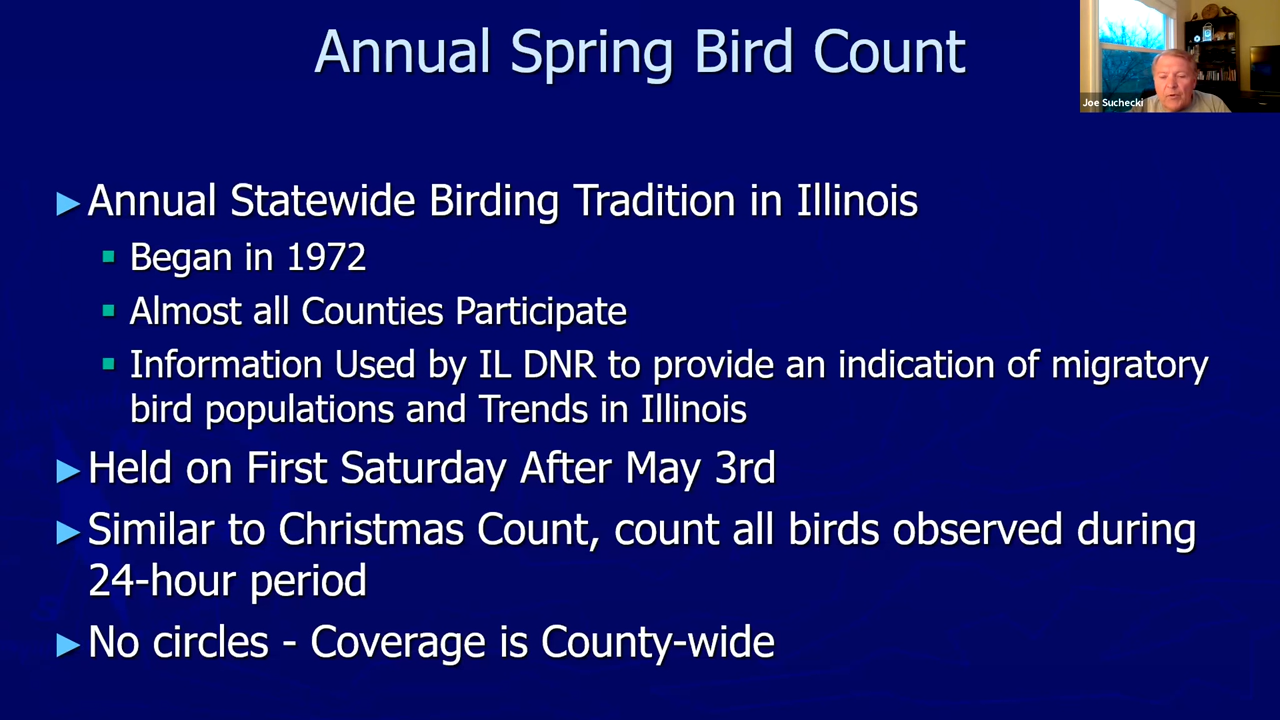 Annual Spring Bird Count
Joe Suchecki
Annual Statewide Birding Tradition in Illinois
Began in 1972
Almost all Counties Participate
Information Used by IL DNR to provide an indication of migratory
bird populations and Trends in Illinois
Held on First Saturday After May 3rd
Similar to Christmas Count, count all birds observed during
24-hour period
No circles - Coverage is County-wide